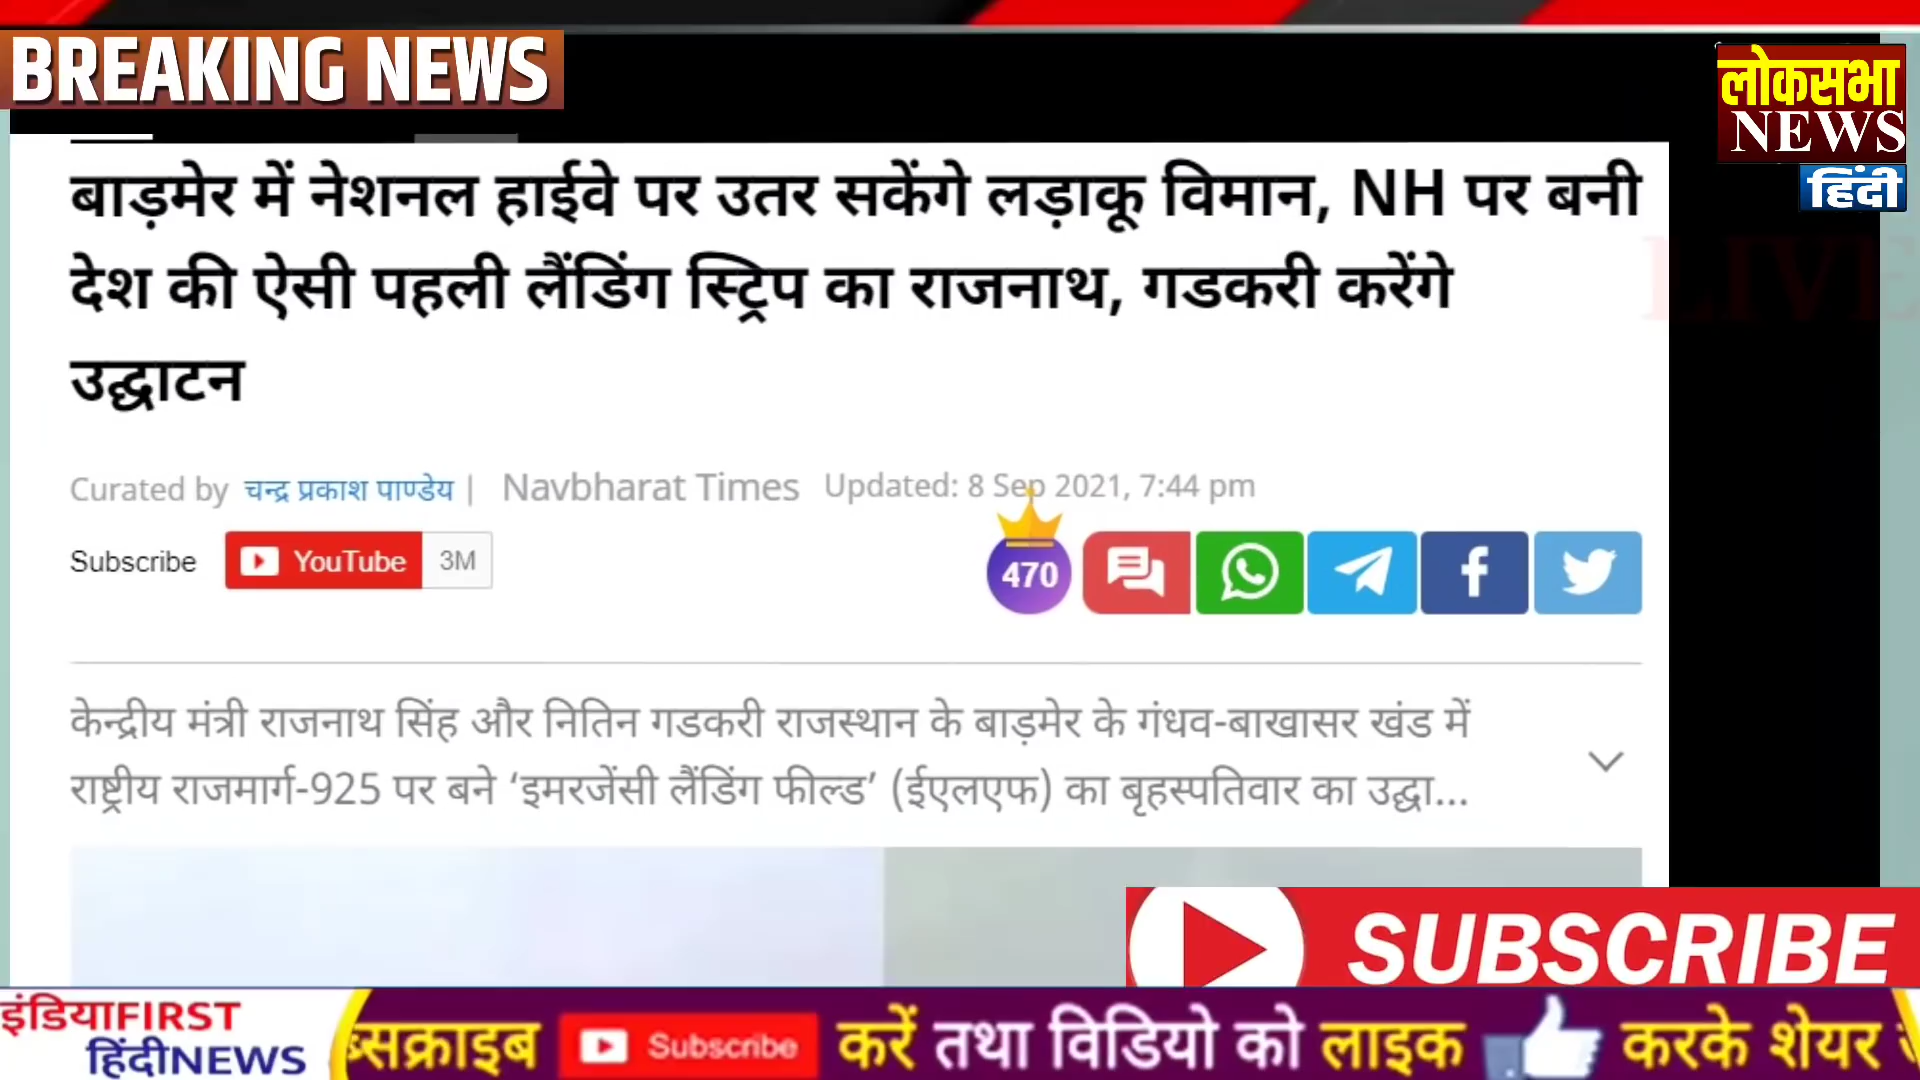 BREAKING NEWS
लोकसभा
NEWS
हिंदी
LIVE
बाड़मेर में नेशनल हाईवे पर उतर सकेंगे लड़ाकू विमान, NH पर बनी
देश की ऐसी पहली लैंडिंग स्ट्रिप का राजनाथ, गडकरी करेंगे
उद्घाटन
Curated by चन्द्र प्रकाश पाण्डेय | Navbharat Times Updated: 8 Sep 2021, 7:44 pm
Subscribe YouTube 3M
470
केन्द्रीय मंत्री राजनाथ सिंह और नितिन गडकरी राजस्थान के बाड़मेर के गंधव-बाखासर खंड में
राष्ट्रीय राजमार्ग-925 पर बने ‘इमरजेंसी लैंडिंग फील्ड’ (ईएलएफ) का बृहस्पतिवार का उद्घा...
SUBSCRIBE
इंडियाFIRST
हिंदीNEWS
सक्राइब Subscribe करें तथा विडियो को लाइक करके शेयर